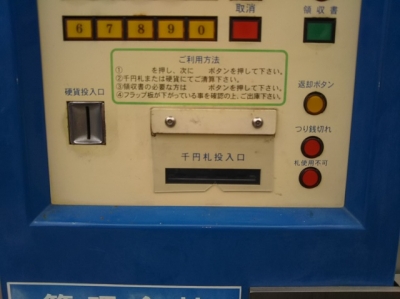 取消
領収書
6 7 8 9 0
ご利用方法
① を押し、次に ボタンを押して下さい。
②千円札または硬貨にてご清算下さい。
③領収書の必要な方は ボタンを押して下さい。
④フラップ板が下がっている事を確認の上、ご出庫下さい。
硬貨投入口
返却ボタン
つり銭切れ
札使用不可
千円札投入口